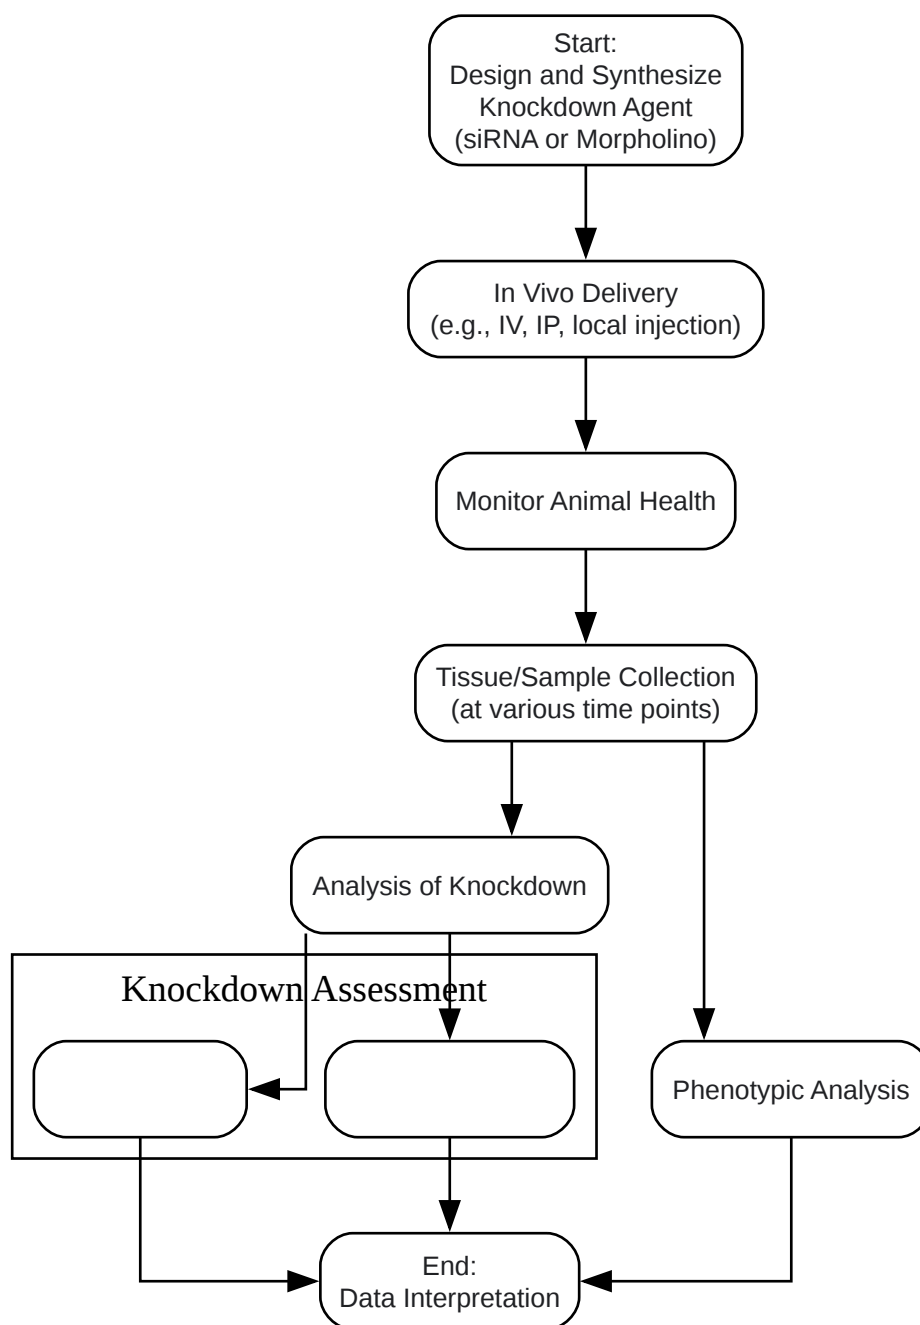 Start:
Design and Synthesize
Knockdown Agent
(siRNA or Morpholino)
In Vivo Delivery
(e.g., IV, IP, local injection)
Monitor Animal Health
Tissue/Sample Collection
(at various time points)
Analysis of Knockdown
Knockdown Assessment
Phenotypic Analysis
End:
Data Interpretation